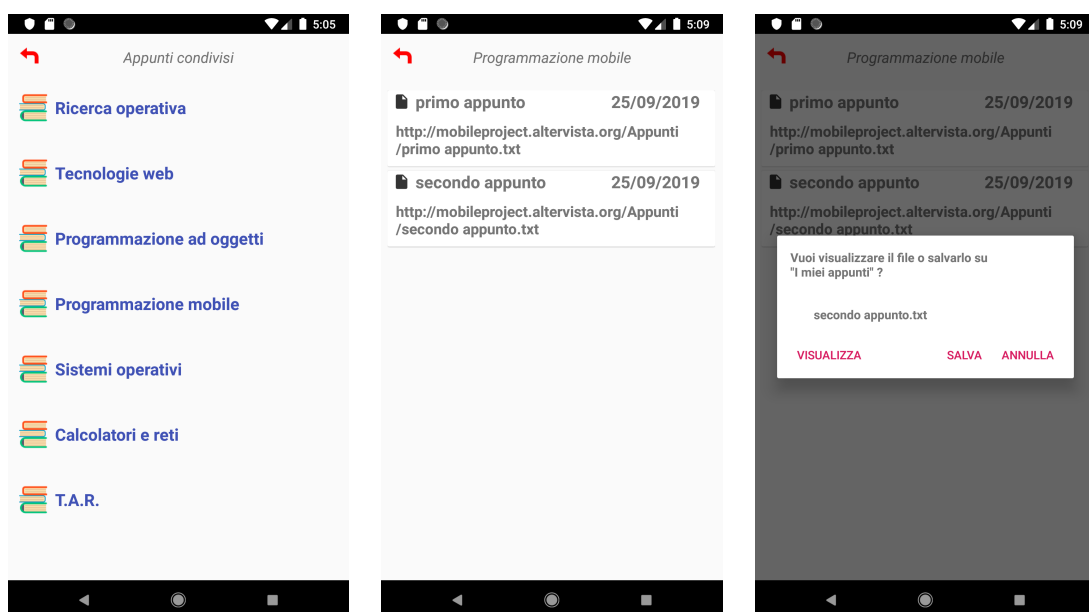 5:05
Appunti condivisi
Ricerca operativa
Tecnologie web
Programmazione ad oggetti
Programmazione mobile
Sistemi operativi
Calcolatori e reti
T.A.R.
5:09
Programmazione mobile
primo appunto 25/09/2019
http://mobileproject.altervista.org/Appunti
/primo appunto.txt
secondo appunto 25/09/2019
http://mobileproject.altervista.org/Appunti
/secondo appunto.txt
5:09
Programmazione mobile
primo appunto 25/09/2019
http://mobileproject.altervista.org/Appunti
/primo appunto.txt
secondo appunto 25/09/2019
http://mobileproject.altervista.org/Appunti
/secondo appunto.txt
Vuoi visualizzare il file o salvarlo su
"I miei appunti" ?
secondo appunto.txt
VISUALIZZA SALVA ANNULLA